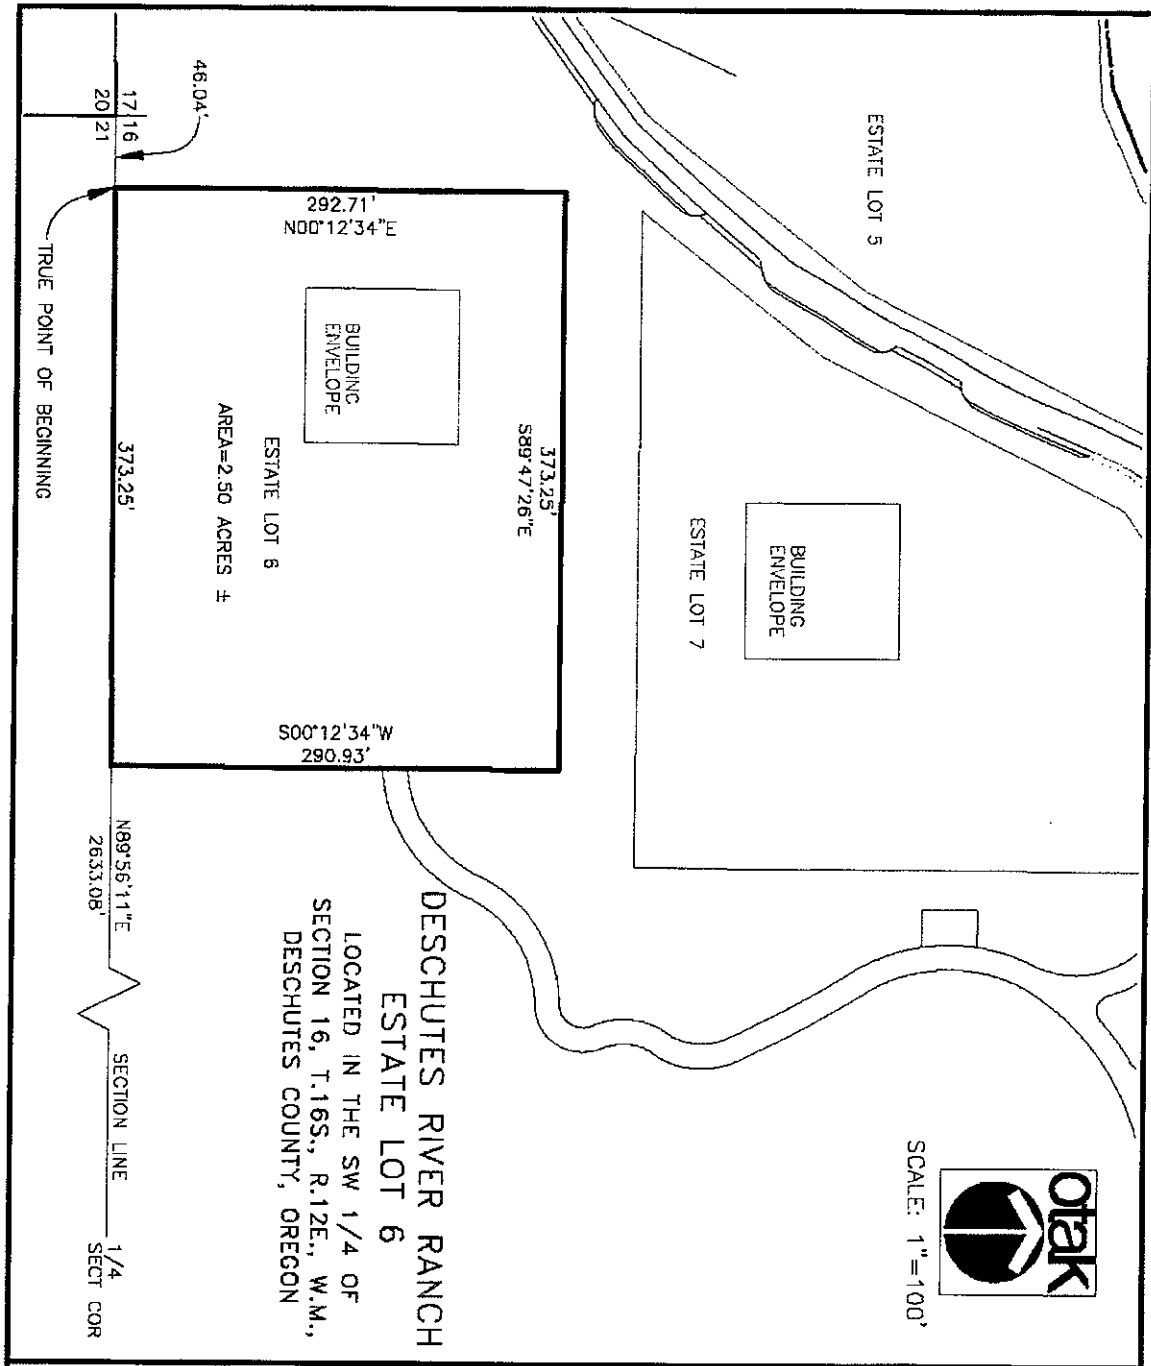 ESTATE LOT 5
46.04'
17 16
20 21
TRUE POINT OF BEGINNING
292.71'
N00°12'34"E
BUILDING
ENVELOPE
373.25'
S89°47'26"E
ESTATE LOT 6
AREA=2.50 ACRES ±
373.25'
S00°12'34"W
290.93'
BUILDING
ENVELOPE
ESTATE LOT 7
N89°56'11"E
2633.08'
SECTION LINE
1/4
SECT COR
DESCHUTES RIVER RANCH
ESTATE LOT 6
LOCATED IN THE SW 1/4 OF
SECTION 16, T.16S., R.12E., W.M.,
DESCHUTES COUNTY, OREGON
otak
SCALE: 1"=100'